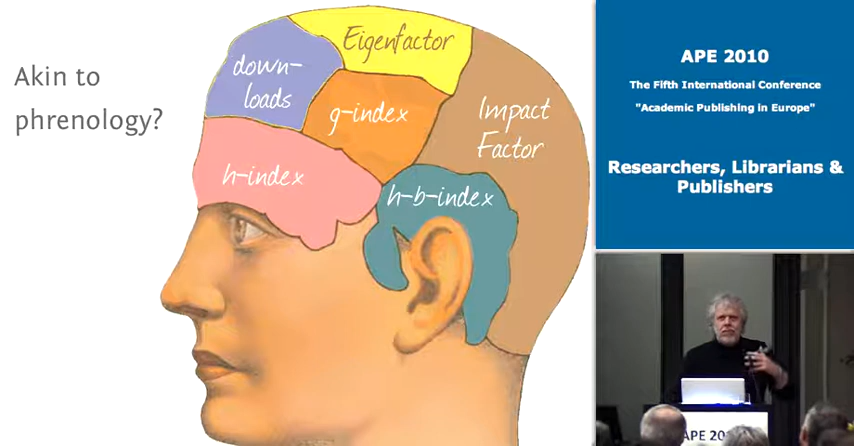 Akin to
phrenology?
down-
loads
Eigenfactor
g-index
Impact
Factor
h-index
h-b-index
APE 2010
The Fifth International Conference
"Academic Publishing in Europe"
Researchers, Librarians &
Publishers
APE